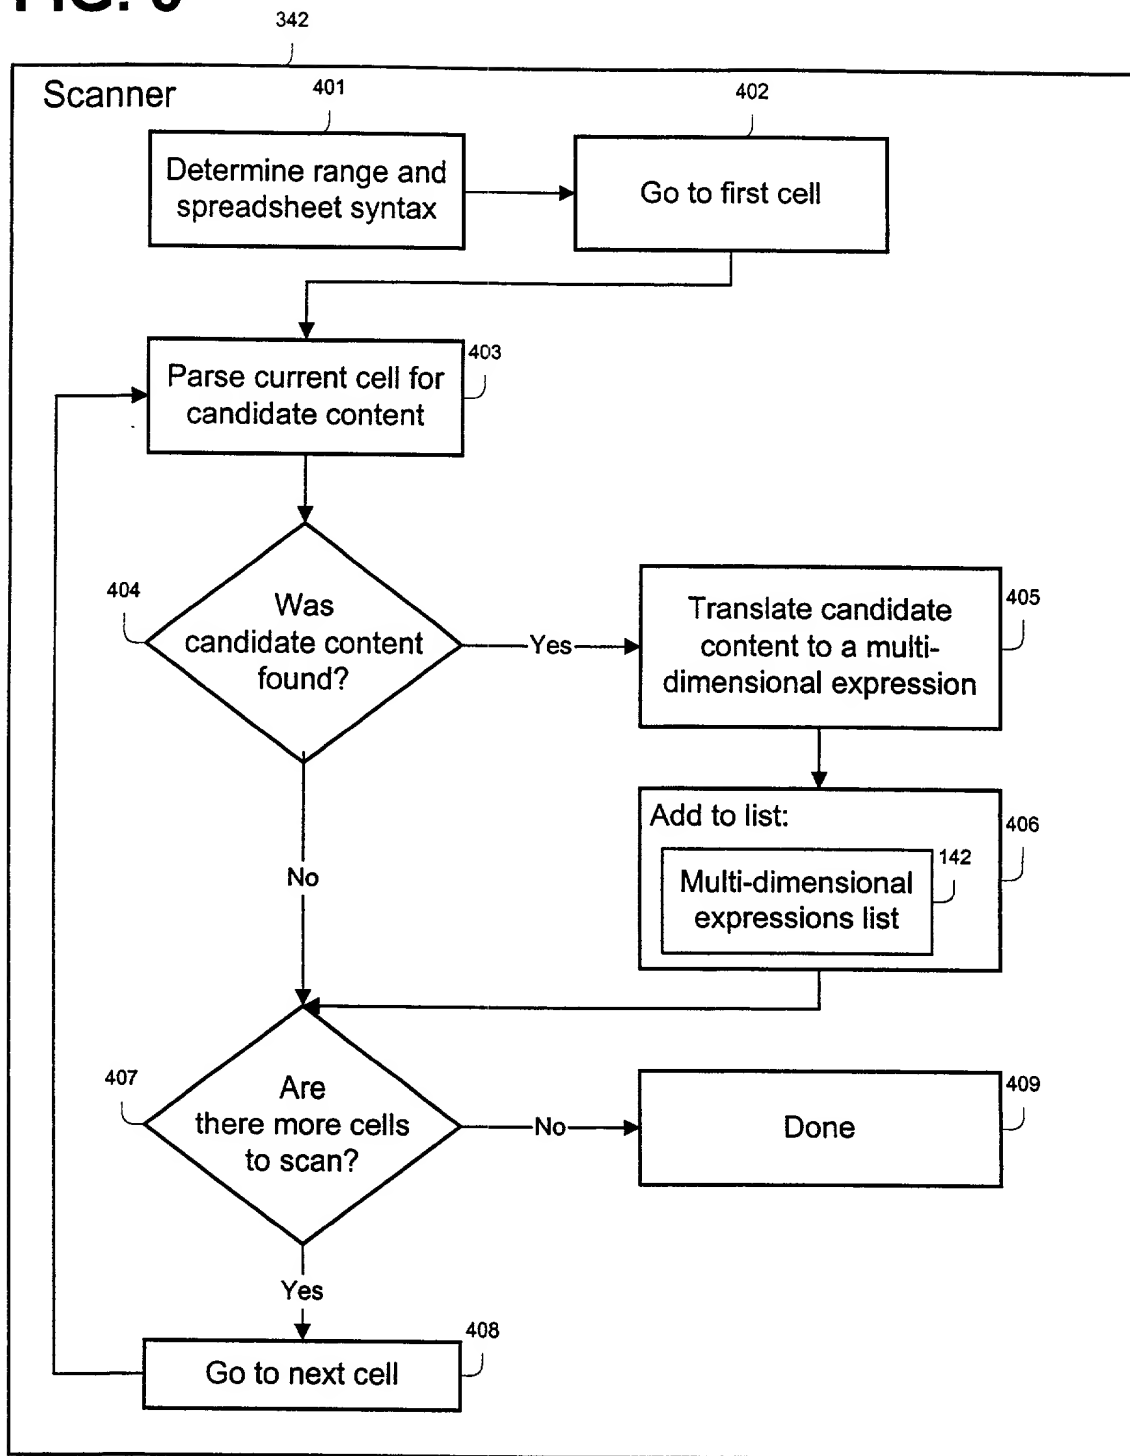 342
Scanner
401
402
Determine range and
spreadsheet syntax
Go to first cell
403
Parse current cell for
candidate content
404
Was
candidate content
found?
Yes
405
Translate candidate
content to a multi-
dimensional expression
No
406
Add to list:
142
Multi-dimensional
expressions list
407
Are
there more cells
to scan?
No
409
Done
Yes
408
Go to next cell